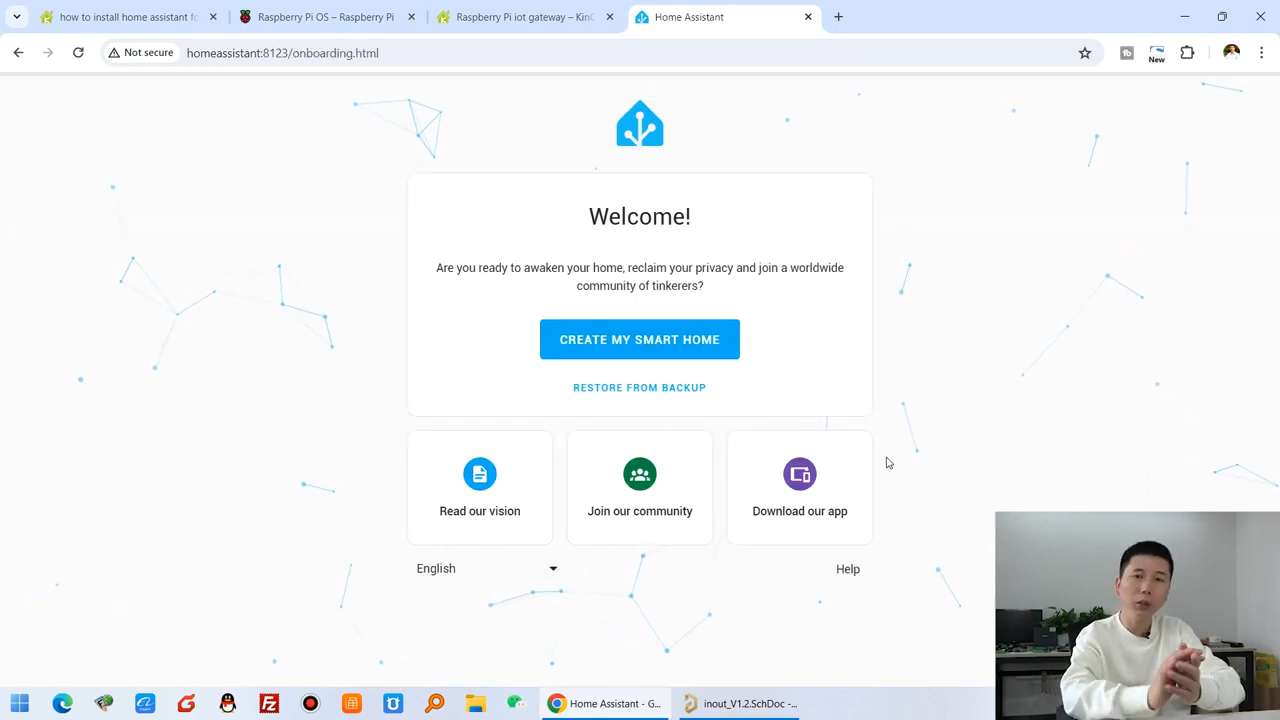 how to install home assistant fo
Raspberry Pi OS – Raspberry Pi
Raspberry Pi iot gateway – KinC
Home Assistant
Not secure
homeassistant:8123/onboarding.html
New
Welcome!
Are you ready to awaken your home, reclaim your privacy and join a worldwide
community of tinkerers?
CREATE MY SMART HOME
RESTORE FROM BACKUP
Read our vision
Join our community
Download our app
English
Help
Home Assistant - G...
inout_V1.2.SchDoc -...